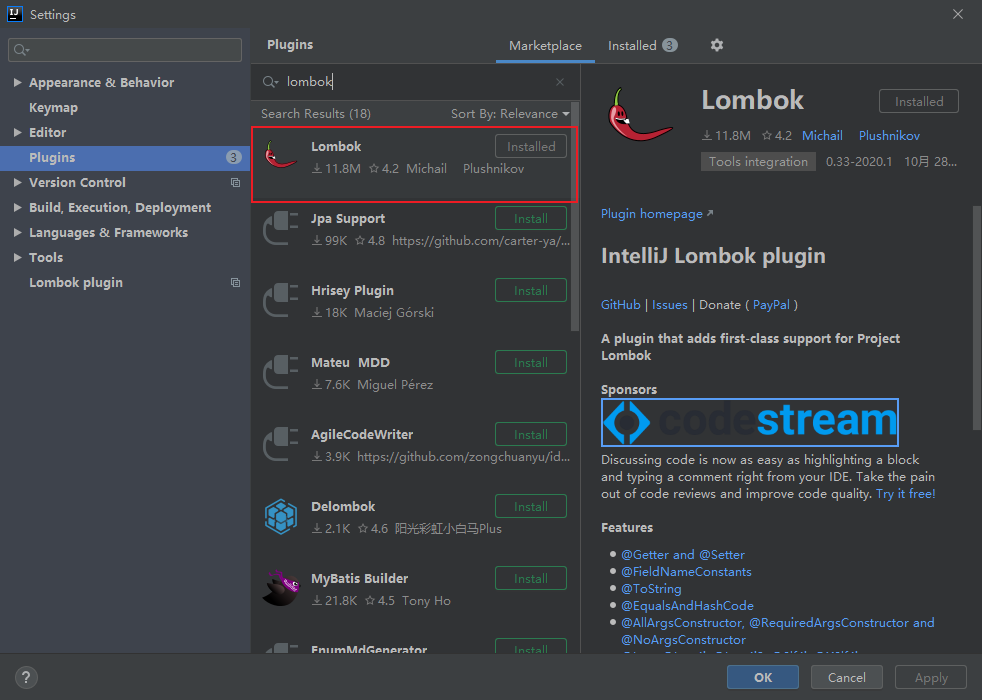 IJ Settings
Appearance & Behavior
Keymap
Editor
Plugins 3
Version Control
Build, Execution, Deployment
Languages & Frameworks
Tools
Lombok plugin
Plugins
Marketplace
Installed 3
lombok
Search Results (18) Sort By: Relevance
Lombok Installed
11.8M 4.2 Michail Plushnikov
Jpa Support Install
99K 4.8 https://github.com/carter-ya/...
Hrisey Plugin Install
18K Maciej Górski
Mateu MDD Install
7.6K Miguel Pérez
AgileCodeWriter Install
3.9K https://github.com/zongchuanyu/id...
Delombok Install
2.1K 4.6 阳光彩虹小白马Plus
MyBatis Builder Install
21.8K 4.5 Tony Ho
EnumMdGenerator Install
Lombok Installed
11.8M 4.2 Michail Plushnikov
Tools integration 0.33-2020.1 10月 28...
Plugin homepage
IntelliJ Lombok plugin
GitHub | Issues | Donate ( PayPal )
A plugin that adds first-class support for Project
Lombok
Sponsors
codestream
Discussing code is now as easy as highlighting a block
and typing a comment right from your IDE. Take the pain
out of code reviews and improve code quality. Try it free!
Features
@Getter and @Setter
@FieldNameConstants
@ToString
@EqualsAndHashCode
@AllArgsConstructor, @RequiredArgsConstructor and
@NoArgsConstructor
? OK Cancel Apply